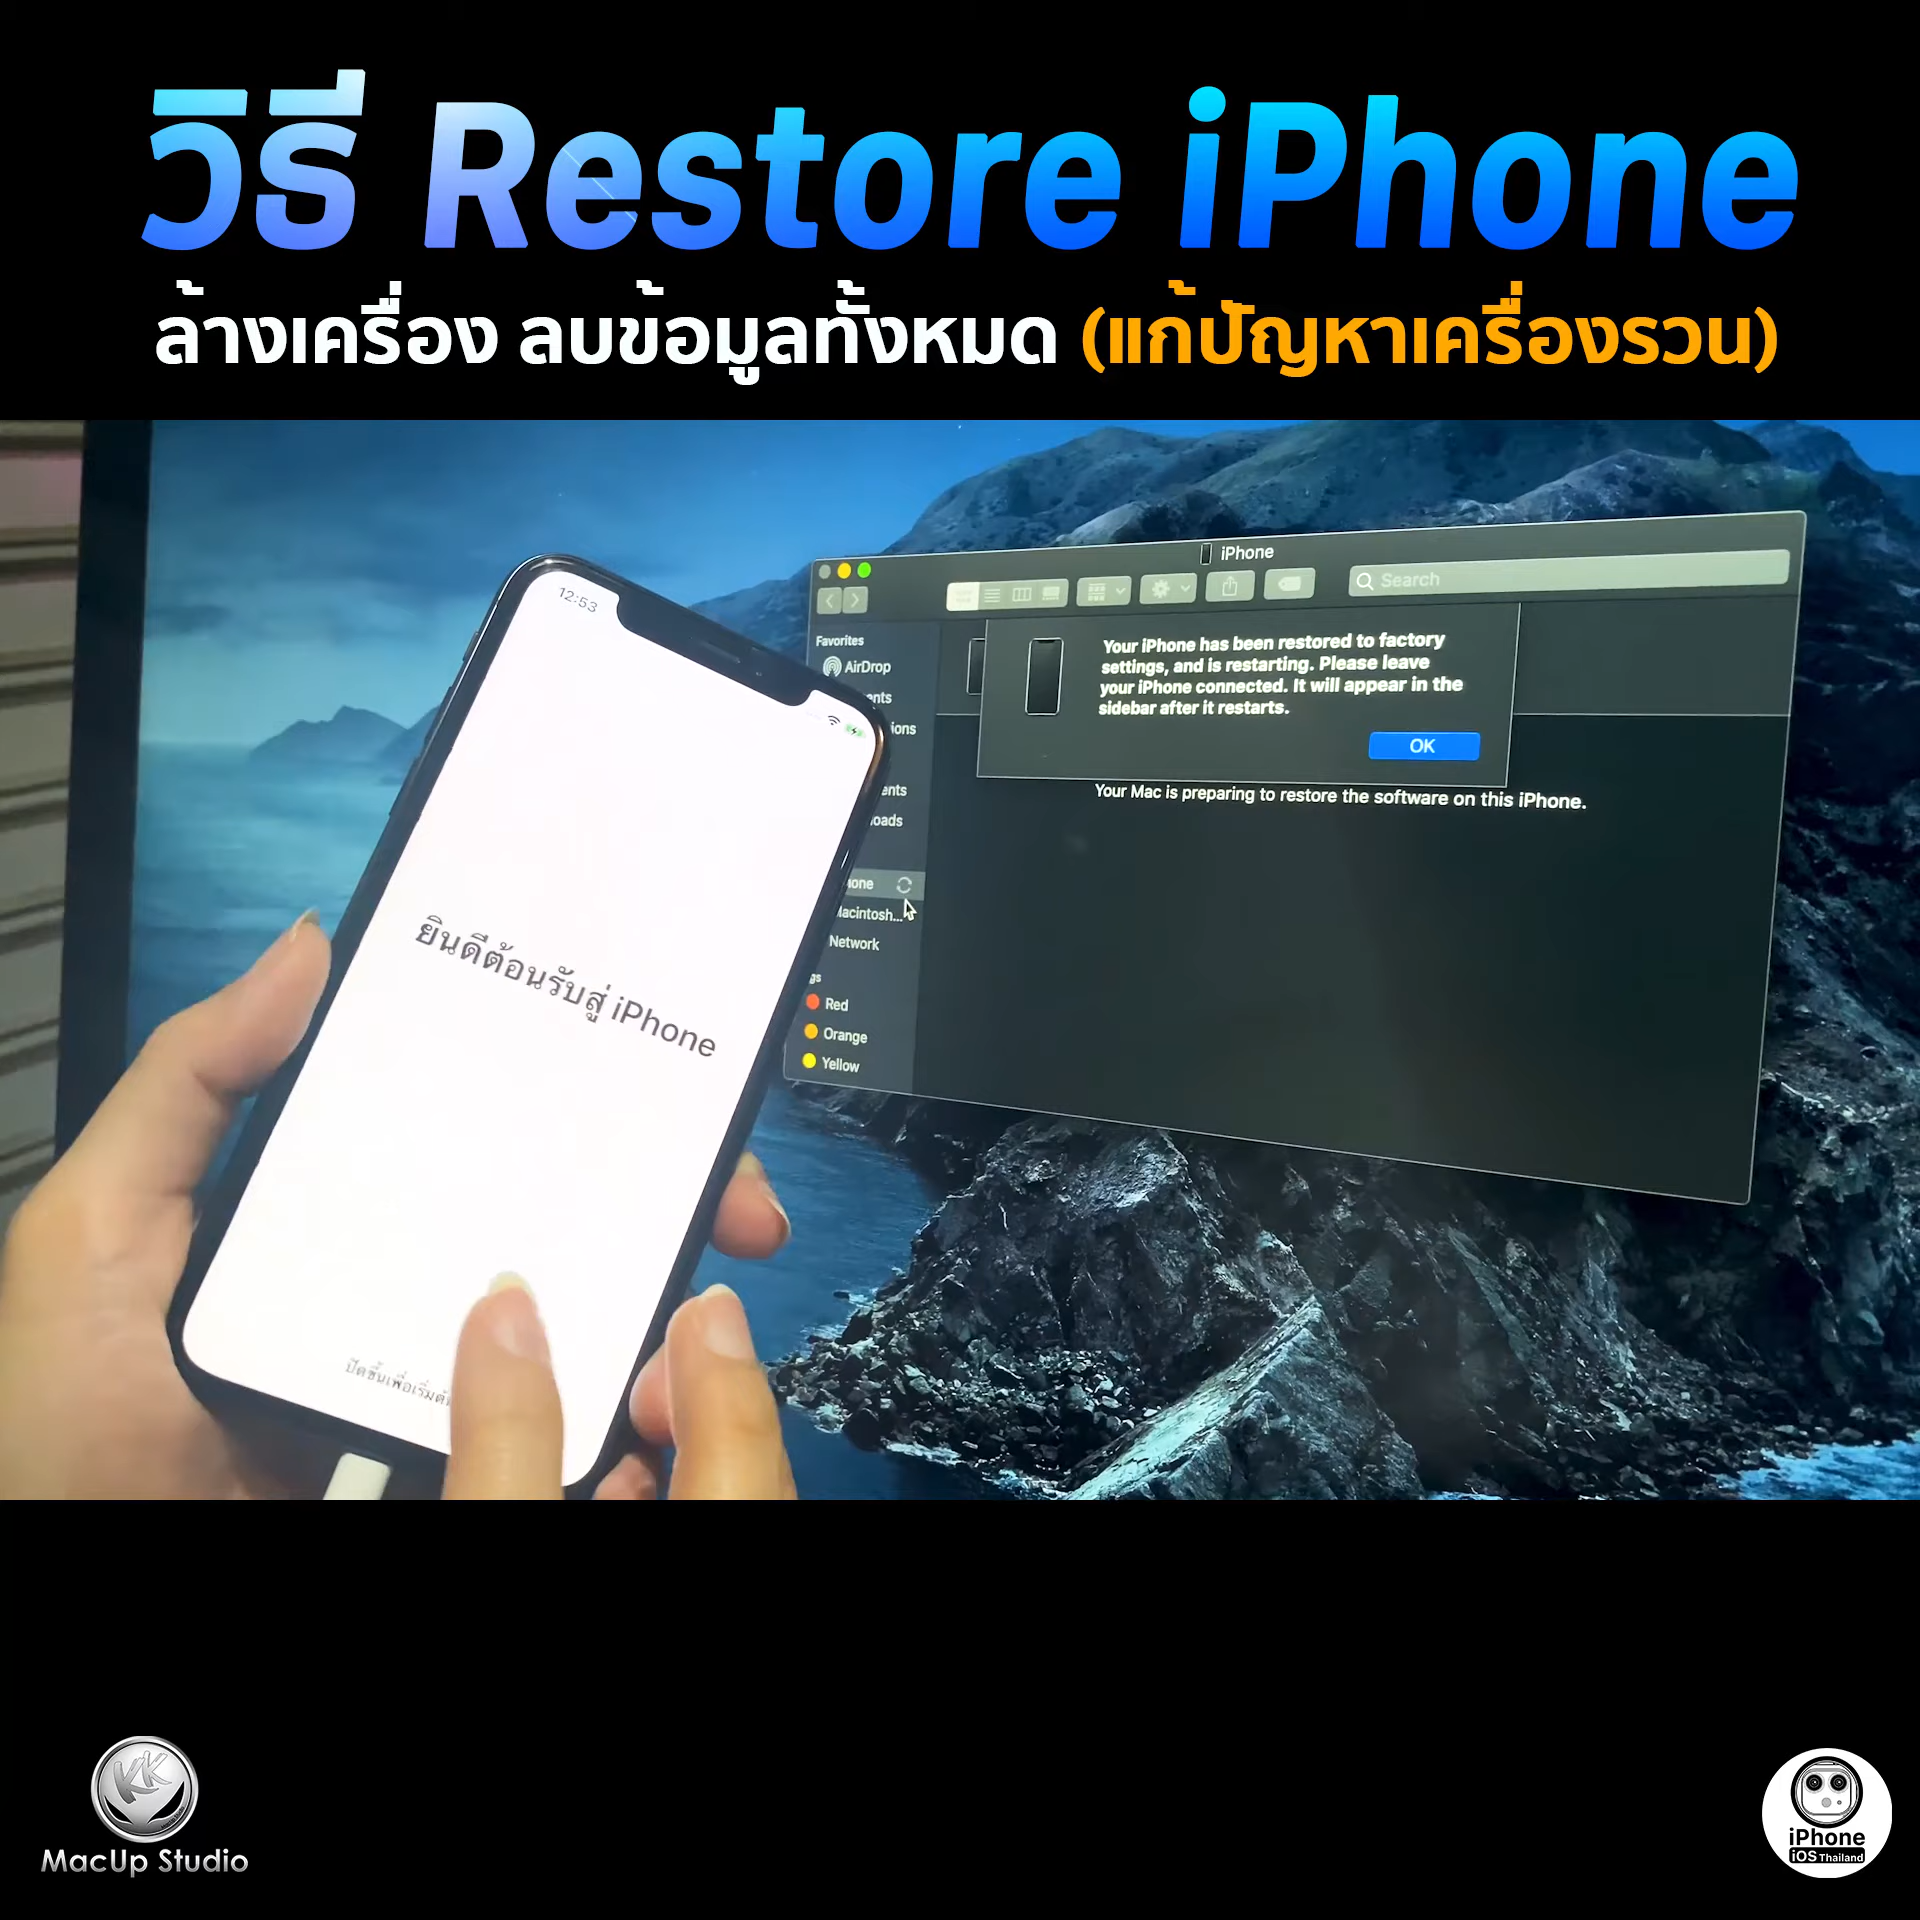 วิธี Restore iPhone
ล้างเครื่อง ลบข้อมูลทั้งหมด (แก้ปัญหาเครื่องรวน)
12:53
ยินดีต้อนรับสู่ iPhone
iPhone
Search
Favorites
AirDrop
Your iPhone has been restored to factory
settings, and is restarting. Please leave
your iPhone connected. It will appear in the
sidebar after it restarts.
OK
Your Mac is preparing to restore the software on this iPhone.
Network
Red
Orange
Yellow
KK
MacUp Studio
iPhone
iOS Thailand